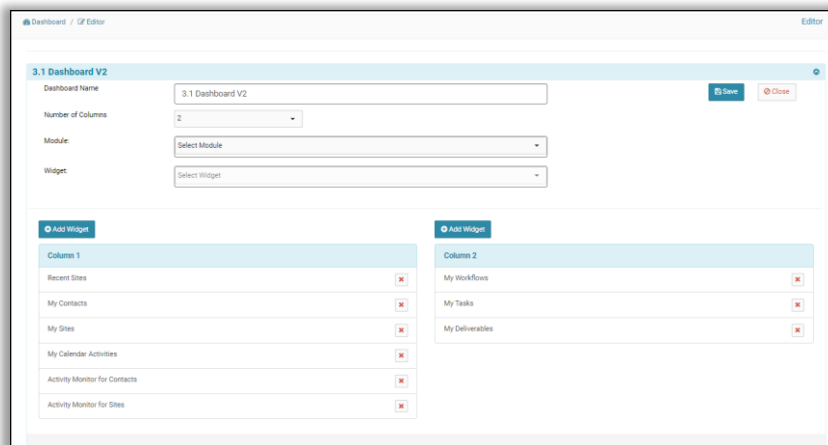 Dashboard / Editor
Editor
3.1 Dashboard V2
Dashboard Name
3.1 Dashboard V2
Save
Close
Number of Columns
2
Module:
Select Module
Widget:
Select Widget
Add Widget
Add Widget
Column 1
Column 2
Recent Sites
My Workflows
My Contacts
My Tasks
My Sites
My Deliverables
My Calendar Activities
Activity Monitor for Contacts
Activity Monitor for Sites